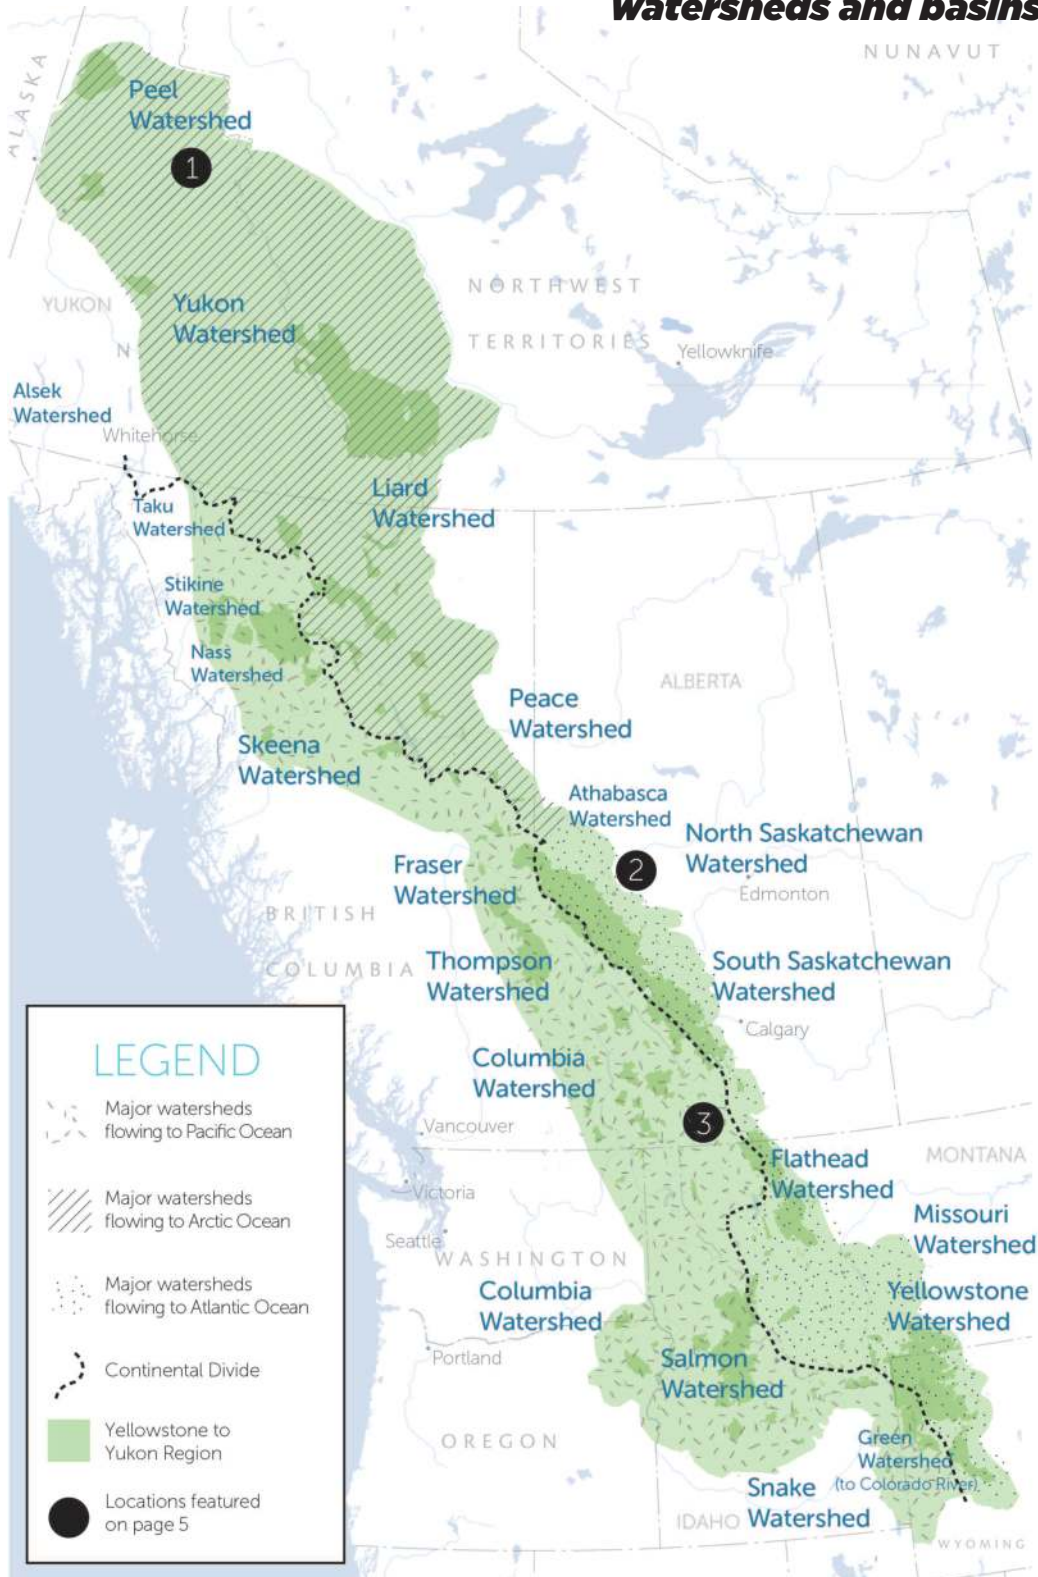 Watersheds and basins
NUNAVUT
ALASKA
Peel
Watershed
1
NORTHWEST
TERRITORIES
YUKON
Yukon
Watershed
N
Yellowknife
Alsek
Watershed
Whitehorse
Liard
Watershed
Taku
Watershed
Stikine
Watershed
Nass
Watershed
ALBERTA
Peace
Watershed
Skeena
Watershed
Athabasca
Watershed
North Saskatchewan
Watershed
2
Edmonton
Fraser
Watershed
BRITISH
COLUMBIA
Thompson
Watershed
South Saskatchewan
Watershed
Calgary
Columbia
Watershed
3
Vancouver
Victoria
Seattle
Flathead
Watershed
MONTANA
Missouri
Watershed
WASHINGTON
Columbia
Watershed
Yellowstone
Watershed
Portland
Salmon
Watershed
OREGON
Green
Watershed
(to Colorado River)
Snake
Watershed
IDAHO
WYOMING
LEGEND
Major watersheds
flowing to Pacific Ocean
Major watersheds
flowing to Arctic Ocean
Major watersheds
flowing to Atlantic Ocean
Continental Divide
Yellowstone to
Yukon Region
Locations featured
on page 5